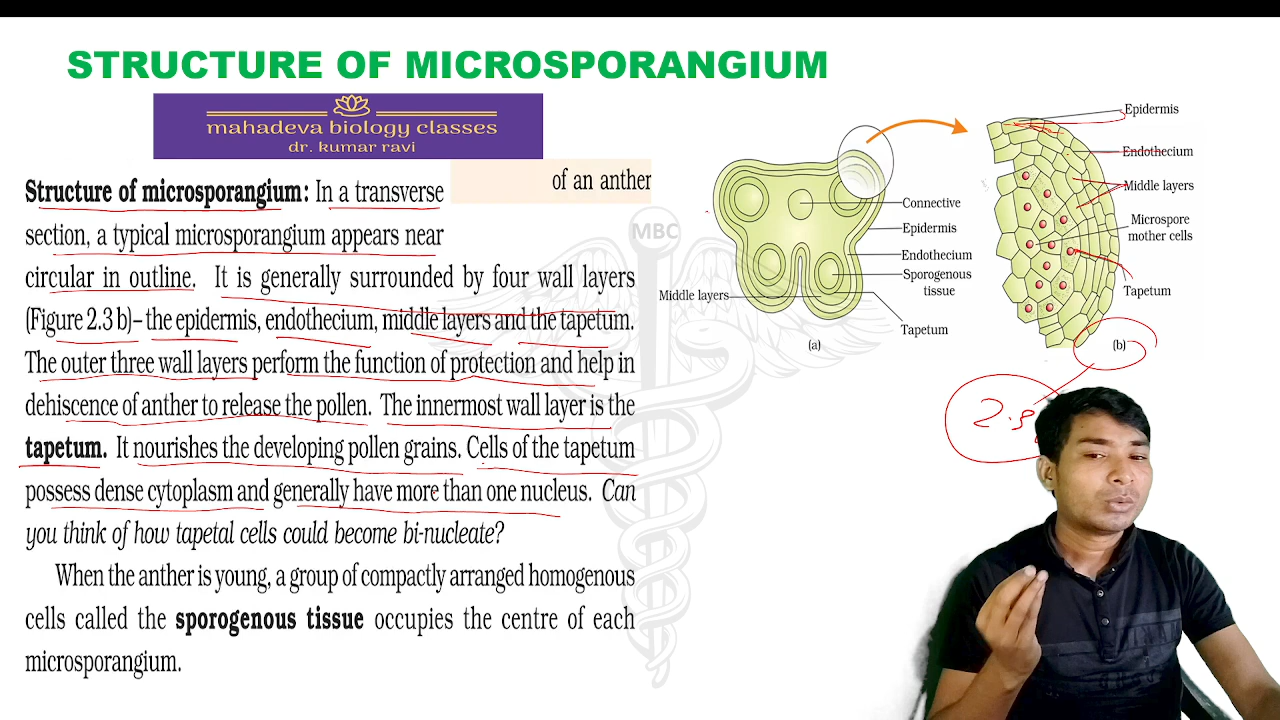 STRUCTURE OF MICROSPORANGIUM
mahadeva biology classes
dr. kumar ravi
of an anther
Structure of microsporangium: In a transverse
section, a typical microsporangium appears near
circular in outline. It is generally surrounded by four wall layers
(Figure 2.3 b)– the epidermis, endothecium, middle layers and the tapetum.
The outer three wall layers perform the function of protection and help in
dehiscence of anther to release the pollen. The innermost wall layer is the
tapetum. It nourishes the developing pollen grains. Cells of the tapetum
possess dense cytoplasm and generally have more than one nucleus. Can
you think of how tapetal cells could become bi-nucleate?
When the anther is young, a group of compactly arranged homogenous
cells called the sporogenous tissue occupies the centre of each
microsporangium.
MBC
Connective
Epidermis
Endothecium
Sporogenous
tissue
Middle layers
Tapetum
(a)
Epidermis
Endothecium
Middle layers
Microspore
mother cells
Tapetum
(b)